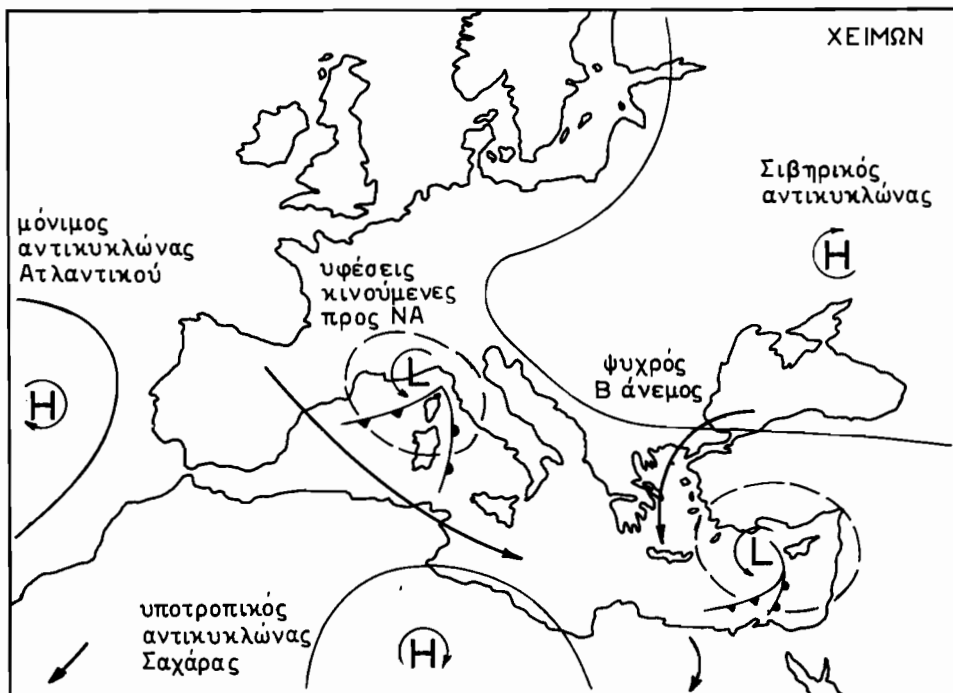 ΧΕΙΜΩΝ
Σιβηρικός
αντικυκλώνας
H
μόνιμος
αντικυκλώνας
Ατλαντικού
H
υφέσεις
κινούμενες
προς ΝΑ
L
ψυχρός
Β άνεμος
L
υποτροπικός
αντικυκλώνας
Σαχάρας
H